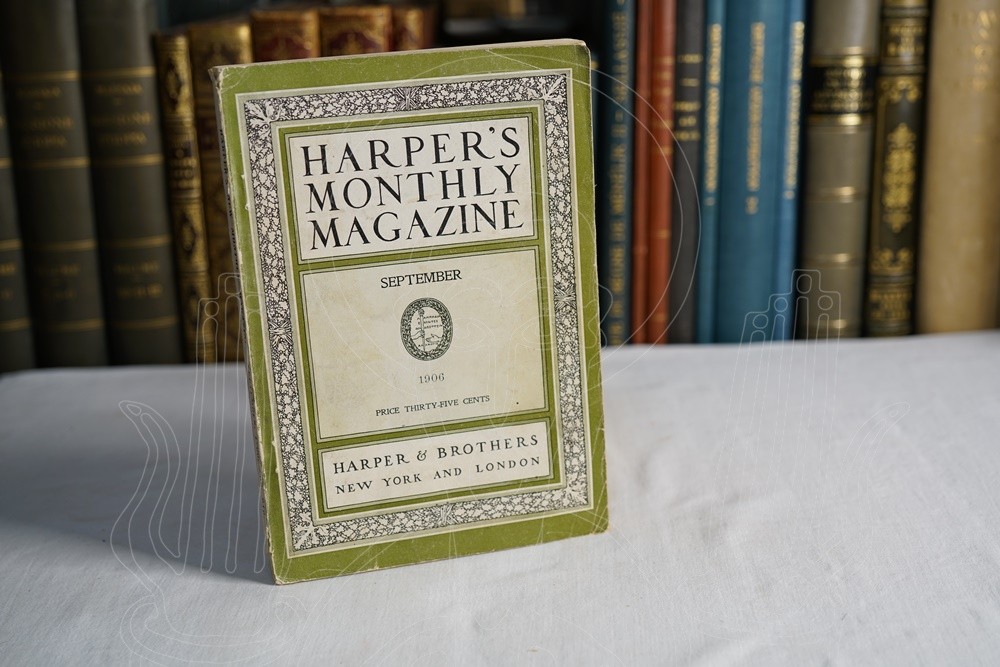 HARPER'S
MONTHLY
MAGAZINE
SEPTEMBER
1906
PRICE THIRTY-FIVE CENTS
HARPER & BROTHERS
NEW YORK AND LONDON